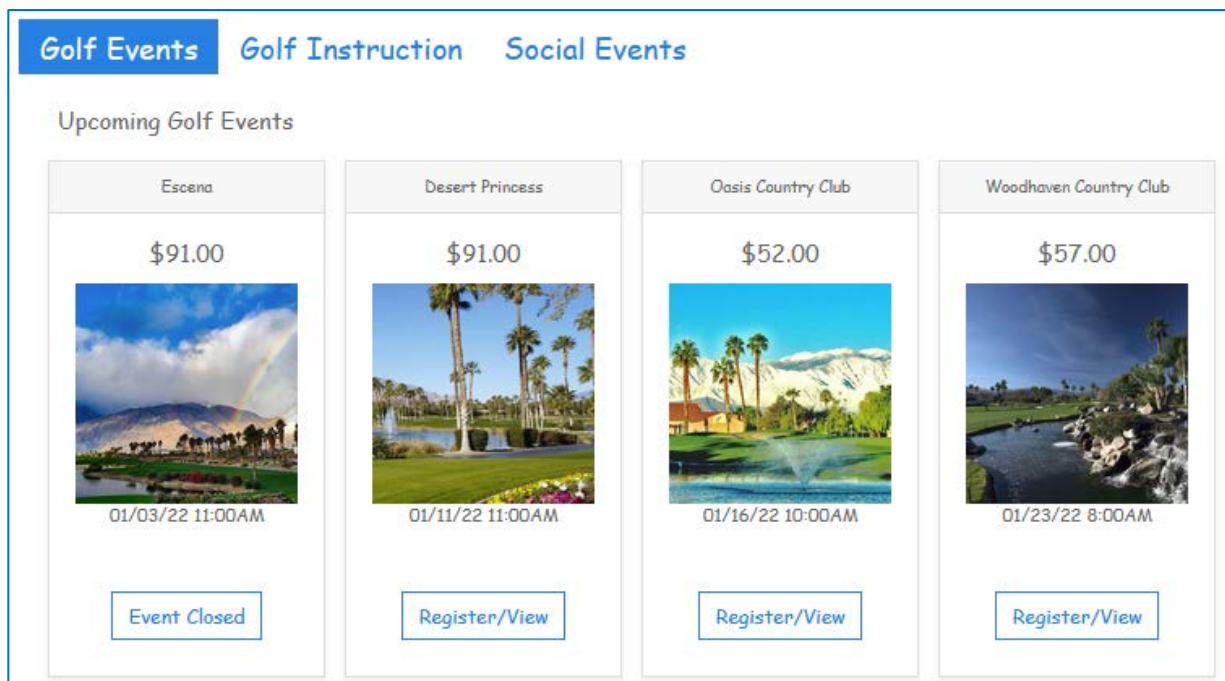 Golf Events Golf Instruction Social Events
Upcoming Golf Events
Escena
$91.00
01/03/22 11:00AM
Event Closed
Desert Princess
$91.00
01/11/22 11:00AM
Register/View
Oasis Country Club
$52.00
01/16/22 10:00AM
Register/View
Woodhaven Country Club
$57.00
01/23/22 8:00AM
Register/View